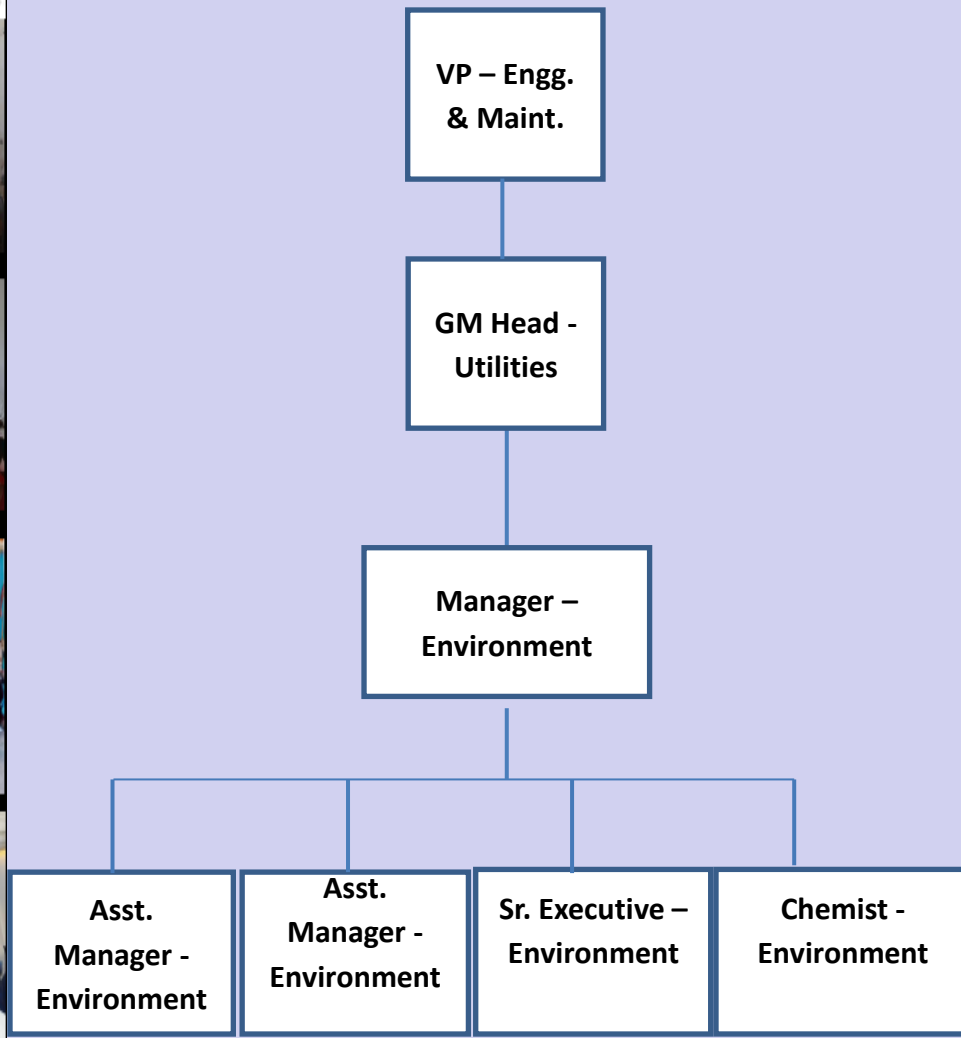 VP – Engg.
& Maint.
GM Head -
Utilities
Manager –
Environment
Asst.
Manager -
Environment
Asst.
Manager -
Environment
Sr. Executive –
Environment
Chemist -
Environment